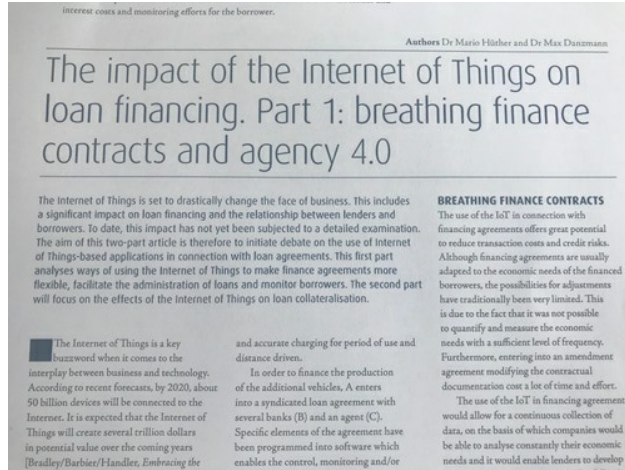 interest costs and monitoring efforts for the borrower.
Authors Dr Mario Hüther and Dr Max Danzmann
The impact of the Internet of Things on
loan financing. Part 1: breathing finance
contracts and agency 4.0
The Internet of Things is set to drastically change the face of business. This includes
a significant impact on loan financing and the relationship between lenders and
borrowers. To date, this impact has not yet been subjected to a detailed examination.
The aim of this two-part article is therefore to initiate debate on the use of Internet
of Things-based applications in connection with loan agreements. This first part
analyses ways of using the Internet of Things to make finance agreements more
flexible, facilitate the administration of loans and monitor borrowers. The second part
will focus on the effects of the Internet of Things on loan collateralisation.
The Internet of Things is a key
buzzword when it comes to the
interplay between business and technology.
According to recent forecasts, by 2020, about
50 billion devices will be connected to the
Internet. It is expected that the Internet of
Things will create several trillion dollars
in potential value over the coming years
[Bradley/Barbier/Handler, Embracing the
and accurate charging for period of use and
distance driven.
In order to finance the production
of the additional vehicles, A enters
into a syndicated loan agreement with
several banks (B) and an agent (C).
Specific elements of the agreement have
been programmed into software which
enables the control, monitoring and/or
BREATHING FINANCE CONTRACTS
The use of the IoT in connection with
financing agreements offers great potential
to reduce transaction costs and credit risks.
Although financing agreements are usually
adapted to the economic needs of the financed
borrowers, the possibilities for adjustments
have traditionally been very limited. This
is due to the fact that it was not possible
to quantify and measure the economic
needs with a sufficient level of frequency.
Furthermore, entering into an amendment
agreement modifying the contractual
documentation cost a lot of time and effort.
The use of the IoT in financing agreement
would allow for a continuous collection of
data, on the basis of which companies would
be able to analyse constantly their economic
needs and it would enable lenders to develop